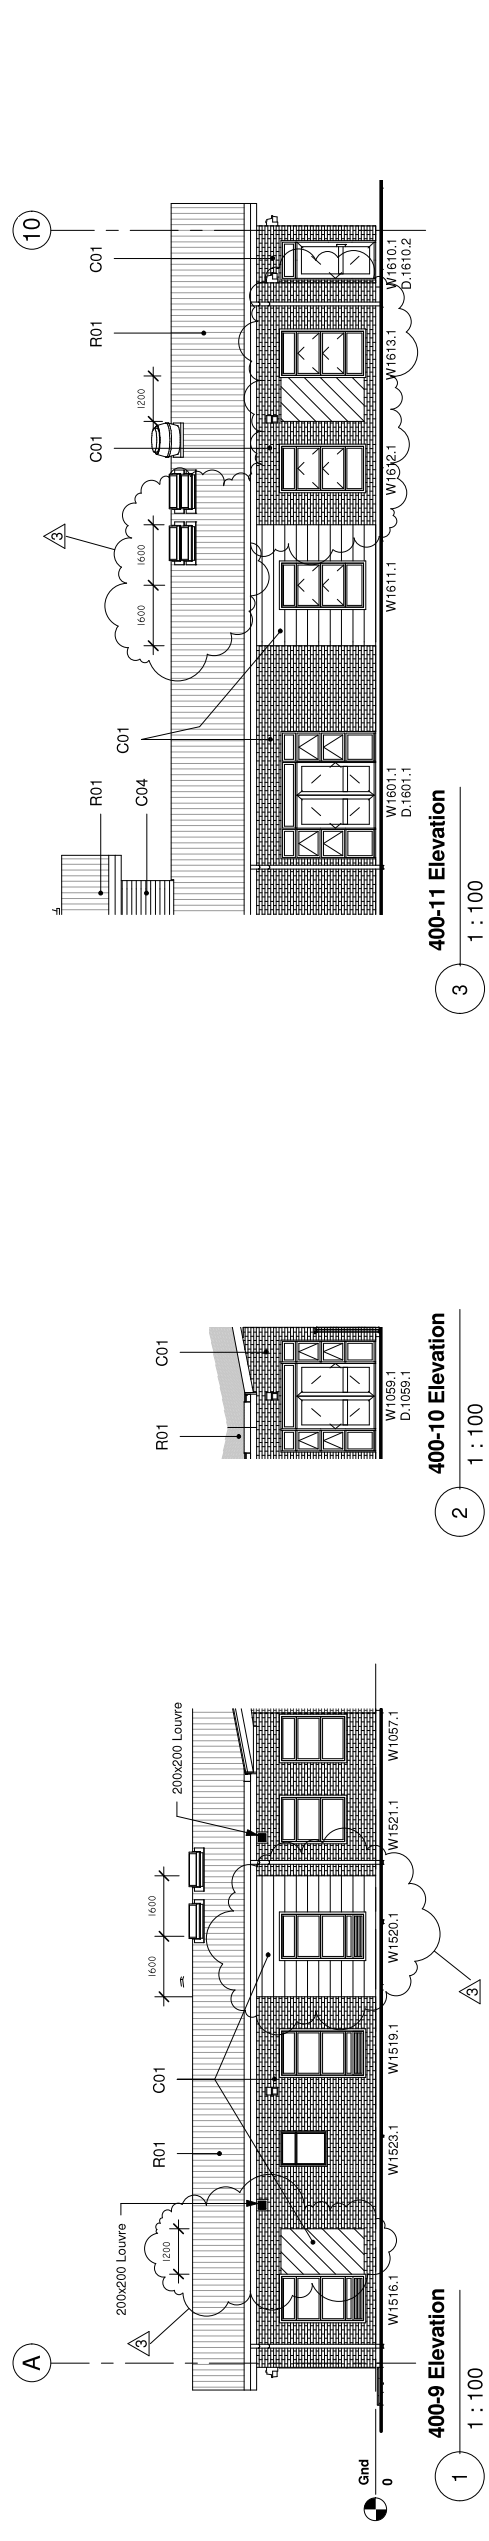 A
3
200x200 Louvre
1200
R01
C01
1600
1600
200x200 Louvre
Gnd
0
W1516.1
W1523.1
W1519.1
W1520.1
W1521.1
W1057.1
3
1
400-9 Elevation
1 : 100
R01
C01
W1059.1
D.1059.1
2
400-10 Elevation
1 : 100
R01
C04
C01
1600
1600
3
C01
1200
R01
C01
10
W1601.1
D.1601.1
W1611.1
W1612.1
W1613.1
W1610.1
D.1610.2
3
400-11 Elevation
1 : 100